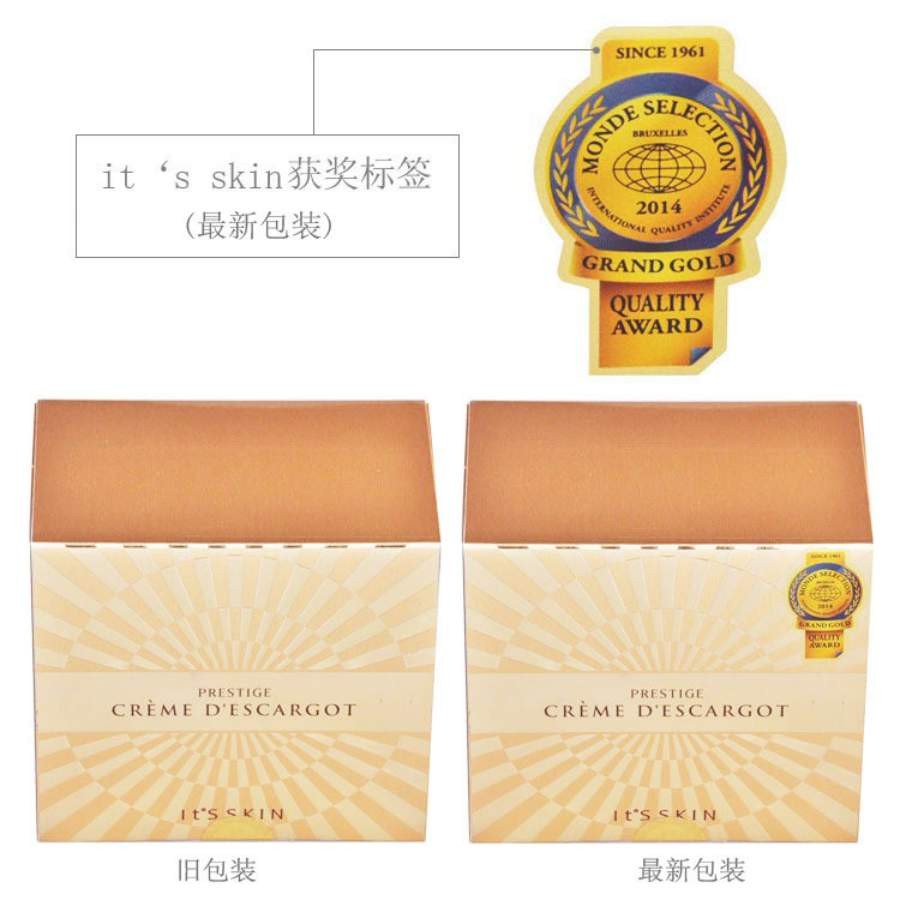 SINCE 1961
MONDE SELECTION
BRUXELLES
2014
INTERNATIONAL QUALITY INSTITUTE
GRAND GOLD
QUALITY
AWARD
it‘s skin获奖标签
(最新包装)
PRESTIGE
CRÈME D'ESCARGOT
It'S SKIN
旧包装
SINCE 1961
MONDE SELECTION
2014
GRAND GOLD
QUALITY
AWARD
PRESTIGE
CRÈME D'ESCARGOT
It'S SKIN
最新包装